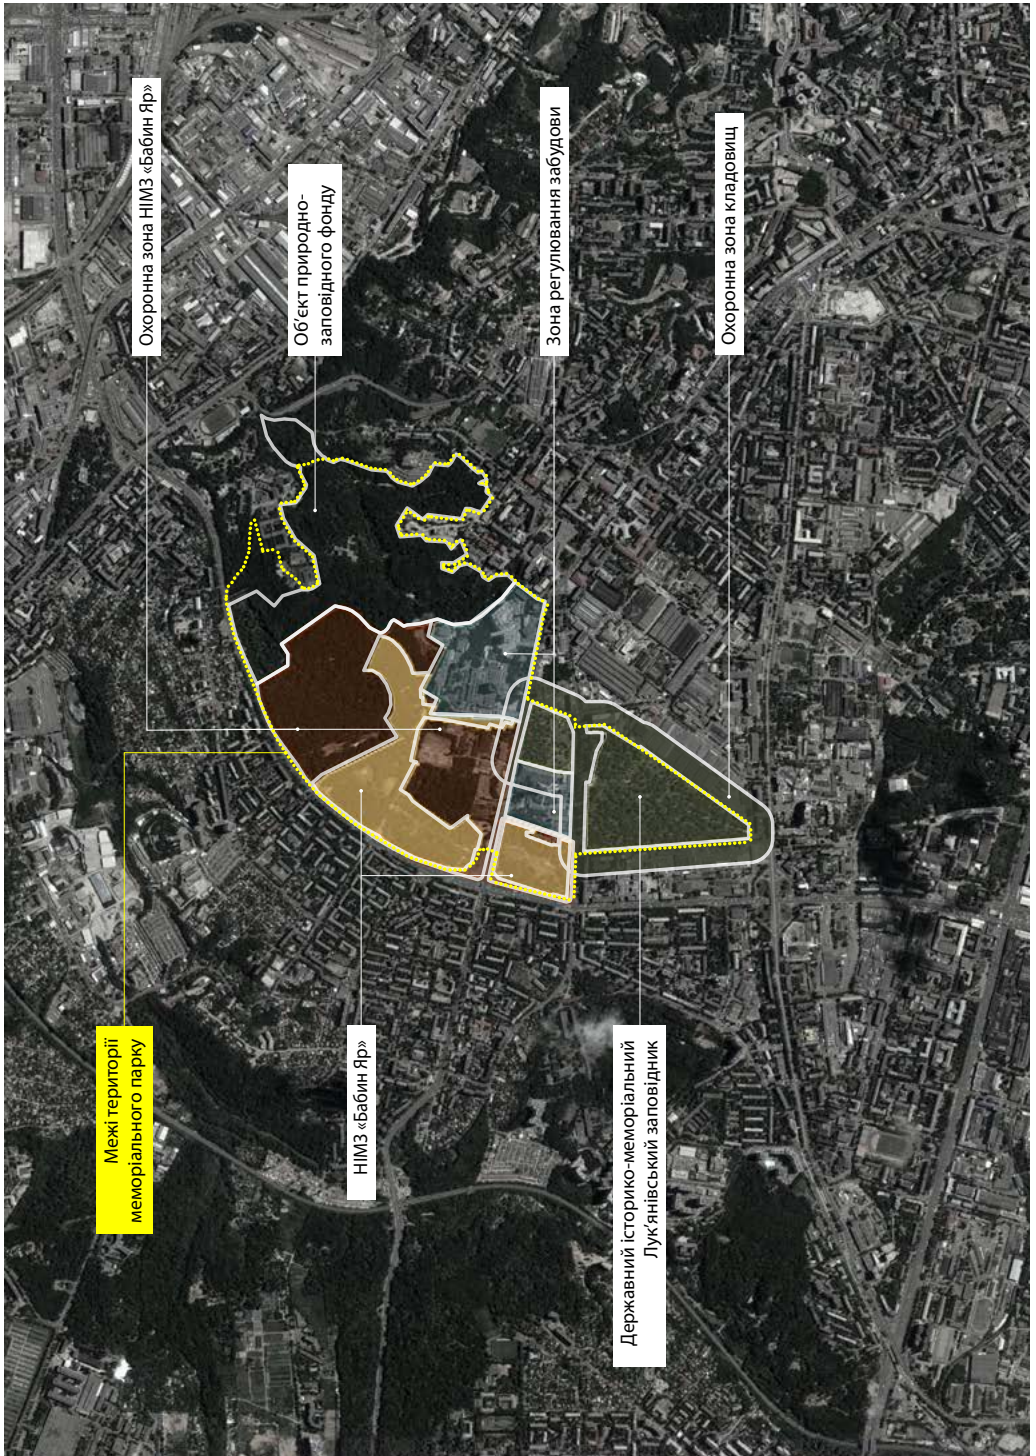 Межі території
меморіального парку
НІМЗ «Бабин Яр»
Державний історико-меморіальний
Лук'янівський заповідник
Охоронна зона НІМЗ «Бабин Яр»
Об'єкт природно-
заповідного фонду
Зона регулювання забудови
Охоронна зона кладовищ